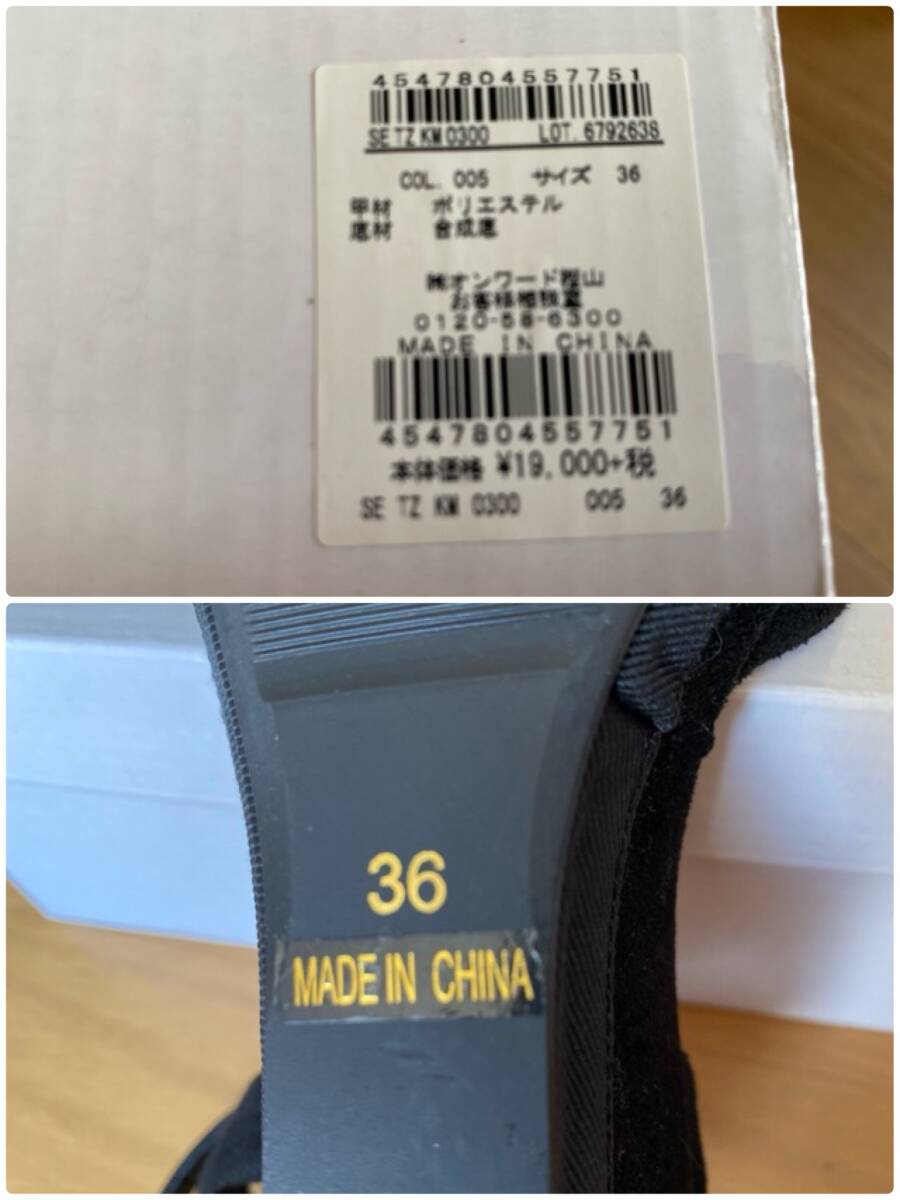 4547804557751
SE TZ KM 0300 LOT. 679263S
COL. 005 サイズ 36
甲材 ポリエステル
底材 合成底
㈱オンワード樫山
お客様相談室
0120-58-6300
MADE IN CHINA
4547804557751
本体価格 ¥19,000+税
SE TZ KM 0300 005 36
36
MADE IN CHINA